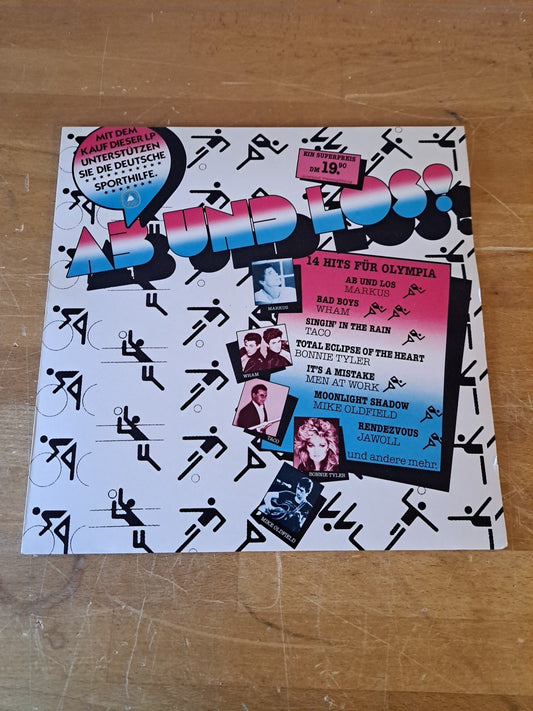 MIT DEM
KAUF DIESER LP
UNTERSTÜTZEN
SIE DIE DEUTSCHE
SPORTHILFE.
EIN SUPERPREIS
DM 19.90
AB UND LOS!
14 HITS FÜR OLYMPIA
AB UND LOS
MARKUS
BAD BOYS
WHAM
SINGIN' IN THE RAIN
TACO
TOTAL ECLIPSE OF THE HEART
BONNIE TYLER
IT'S A MISTAKE
MEN AT WORK
MOONLIGHT SHADOW
MIKE OLDFIELD
RENDEZVOUS
JAWOLL
und andere mehr.
MARKUS
WHAM
TACO
BONNIE TYLER
MIKE OLDFIELD